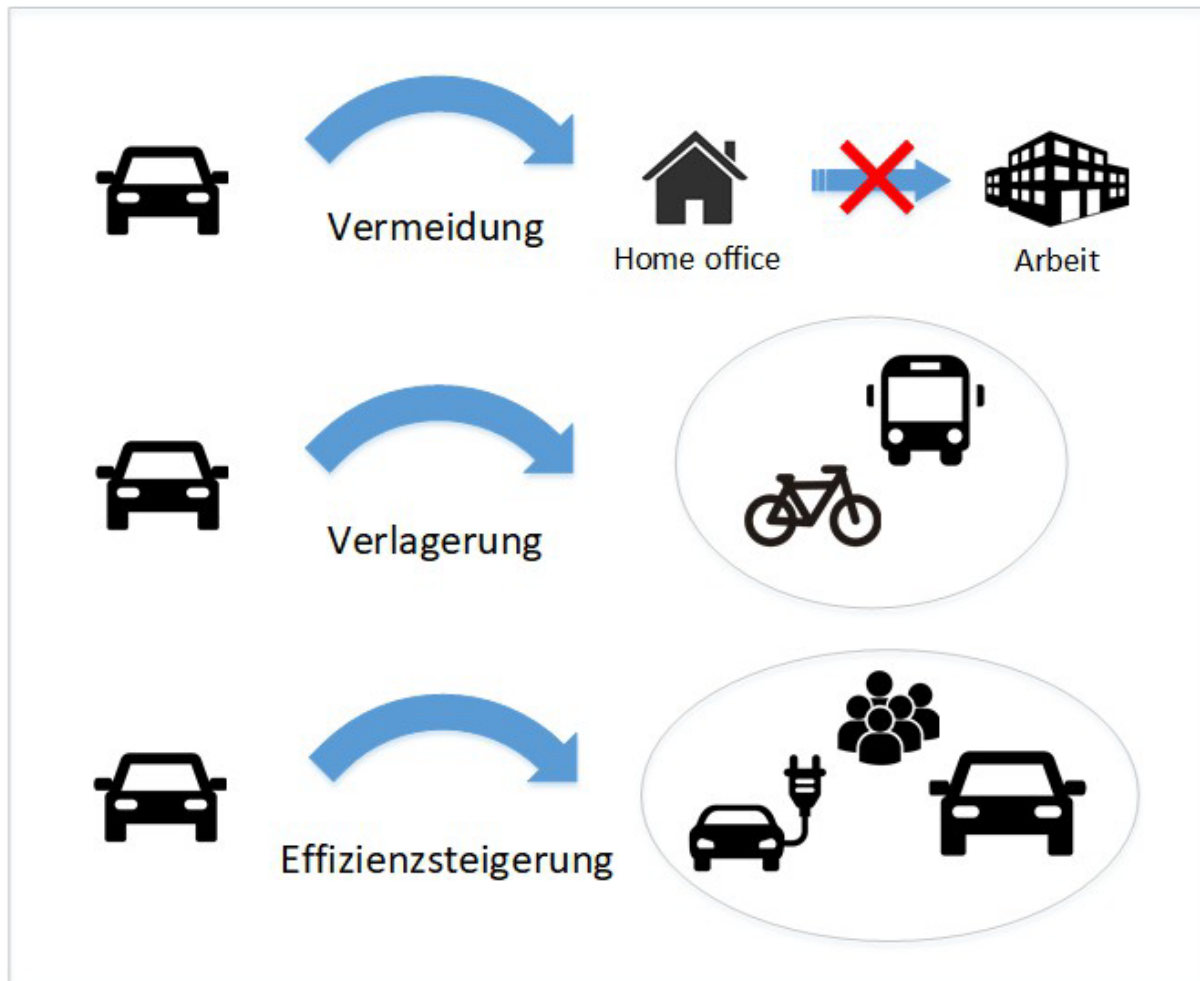 Vermeidung
Home office
Arbeit
Verlagerung
Effizienzsteigerung